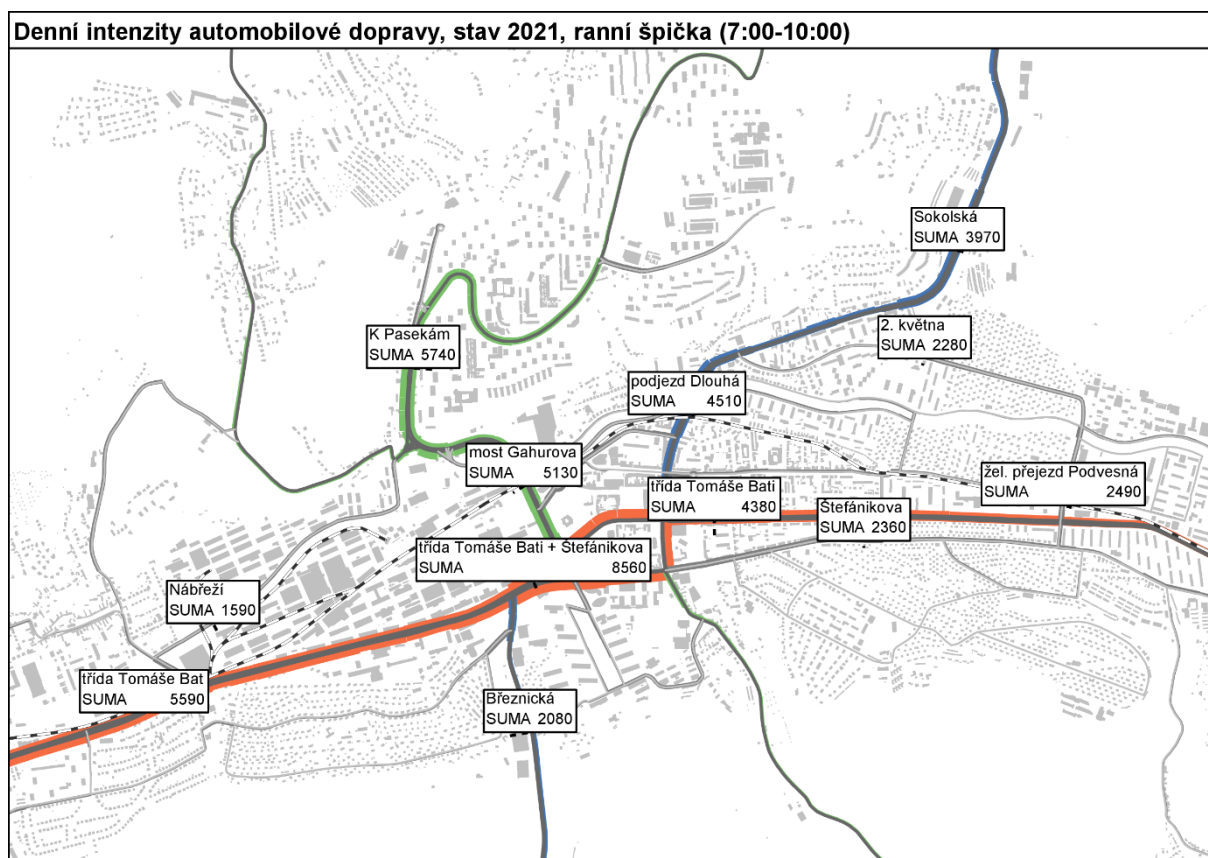 Denní intenzity automobilové dopravy, stav 2021, ranní špička (7:00-10:00)
Sokolská
SUMA 3970
2. května
SUMA 2280
K Pasekám
SUMA 5740
podjezd Dlouhá
SUMA 4510
most Gahurova
SUMA 5130
třída Tomáše Bati
SUMA 4380
žel. přejezd Podvesná
SUMA 2490
Štefánikova
SUMA 2360
třída Tomáše Bati + Štefánikova
SUMA 8560
Nábřeží
SUMA 1590
třída Tomáše Bat
SUMA 5590
Březnická
SUMA 2080